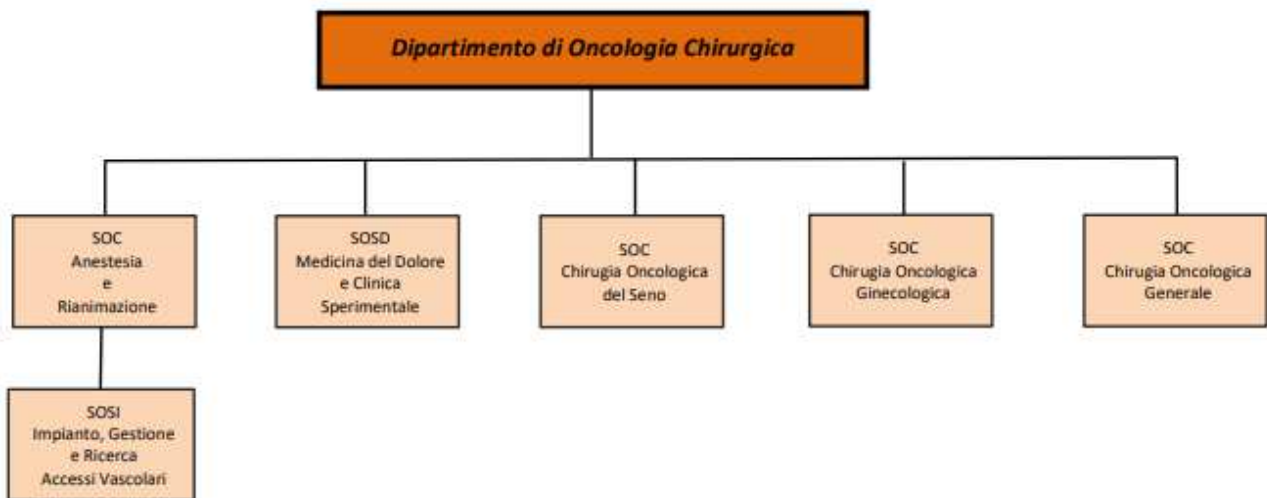 Dipartimento di Oncologia Chirurgica
SOC
Anestesia
e
Rianimazione
SOSD
Medicina del Dolore
e Clinica
Sperimentale
SOC
Chirugia Oncologica
del Seno
SOC
Chirugia Oncologica
Ginecologica
SOC
Chirugia Oncologica
Generale
SOSI
Impianto, Gestione
e Ricerca
Accessi Vascolari